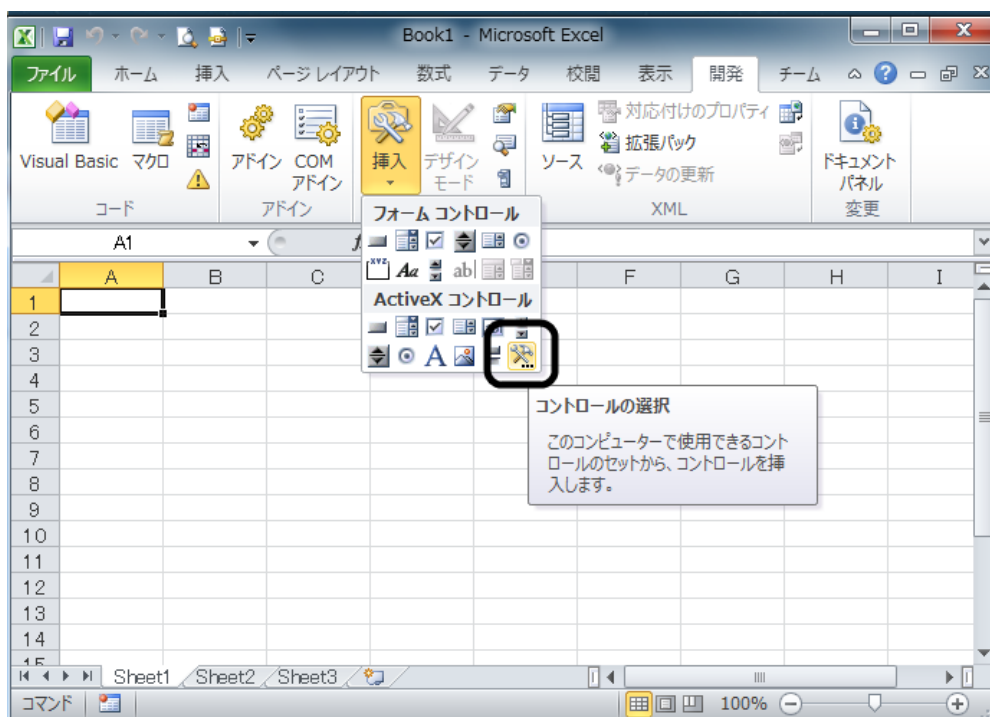 Book1 - Microsoft Excel
ファイル ホーム 挿入 ページ レイアウト 数式 データ 校閲 表示 開発 チーム
Visual Basic マクロ
コード
アドイン COM アドイン
アドイン
挿入 デザイン モード
ソース
対応付けのプロパティ
拡張パック
データの更新
XML
ドキュメント パネル
変更
フォーム コントロール
XYZ Aa ab
ActiveX コントロール
A
A1
A B C F G H I
1
2
3
4
5
6
7
8
9
10
11
12
13
14
15
コントロールの選択
このコンピューターで使用できるコント
ロールのセットから、コントロールを挿
入します。
Sheet1 Sheet2 Sheet3
コマンド 100%